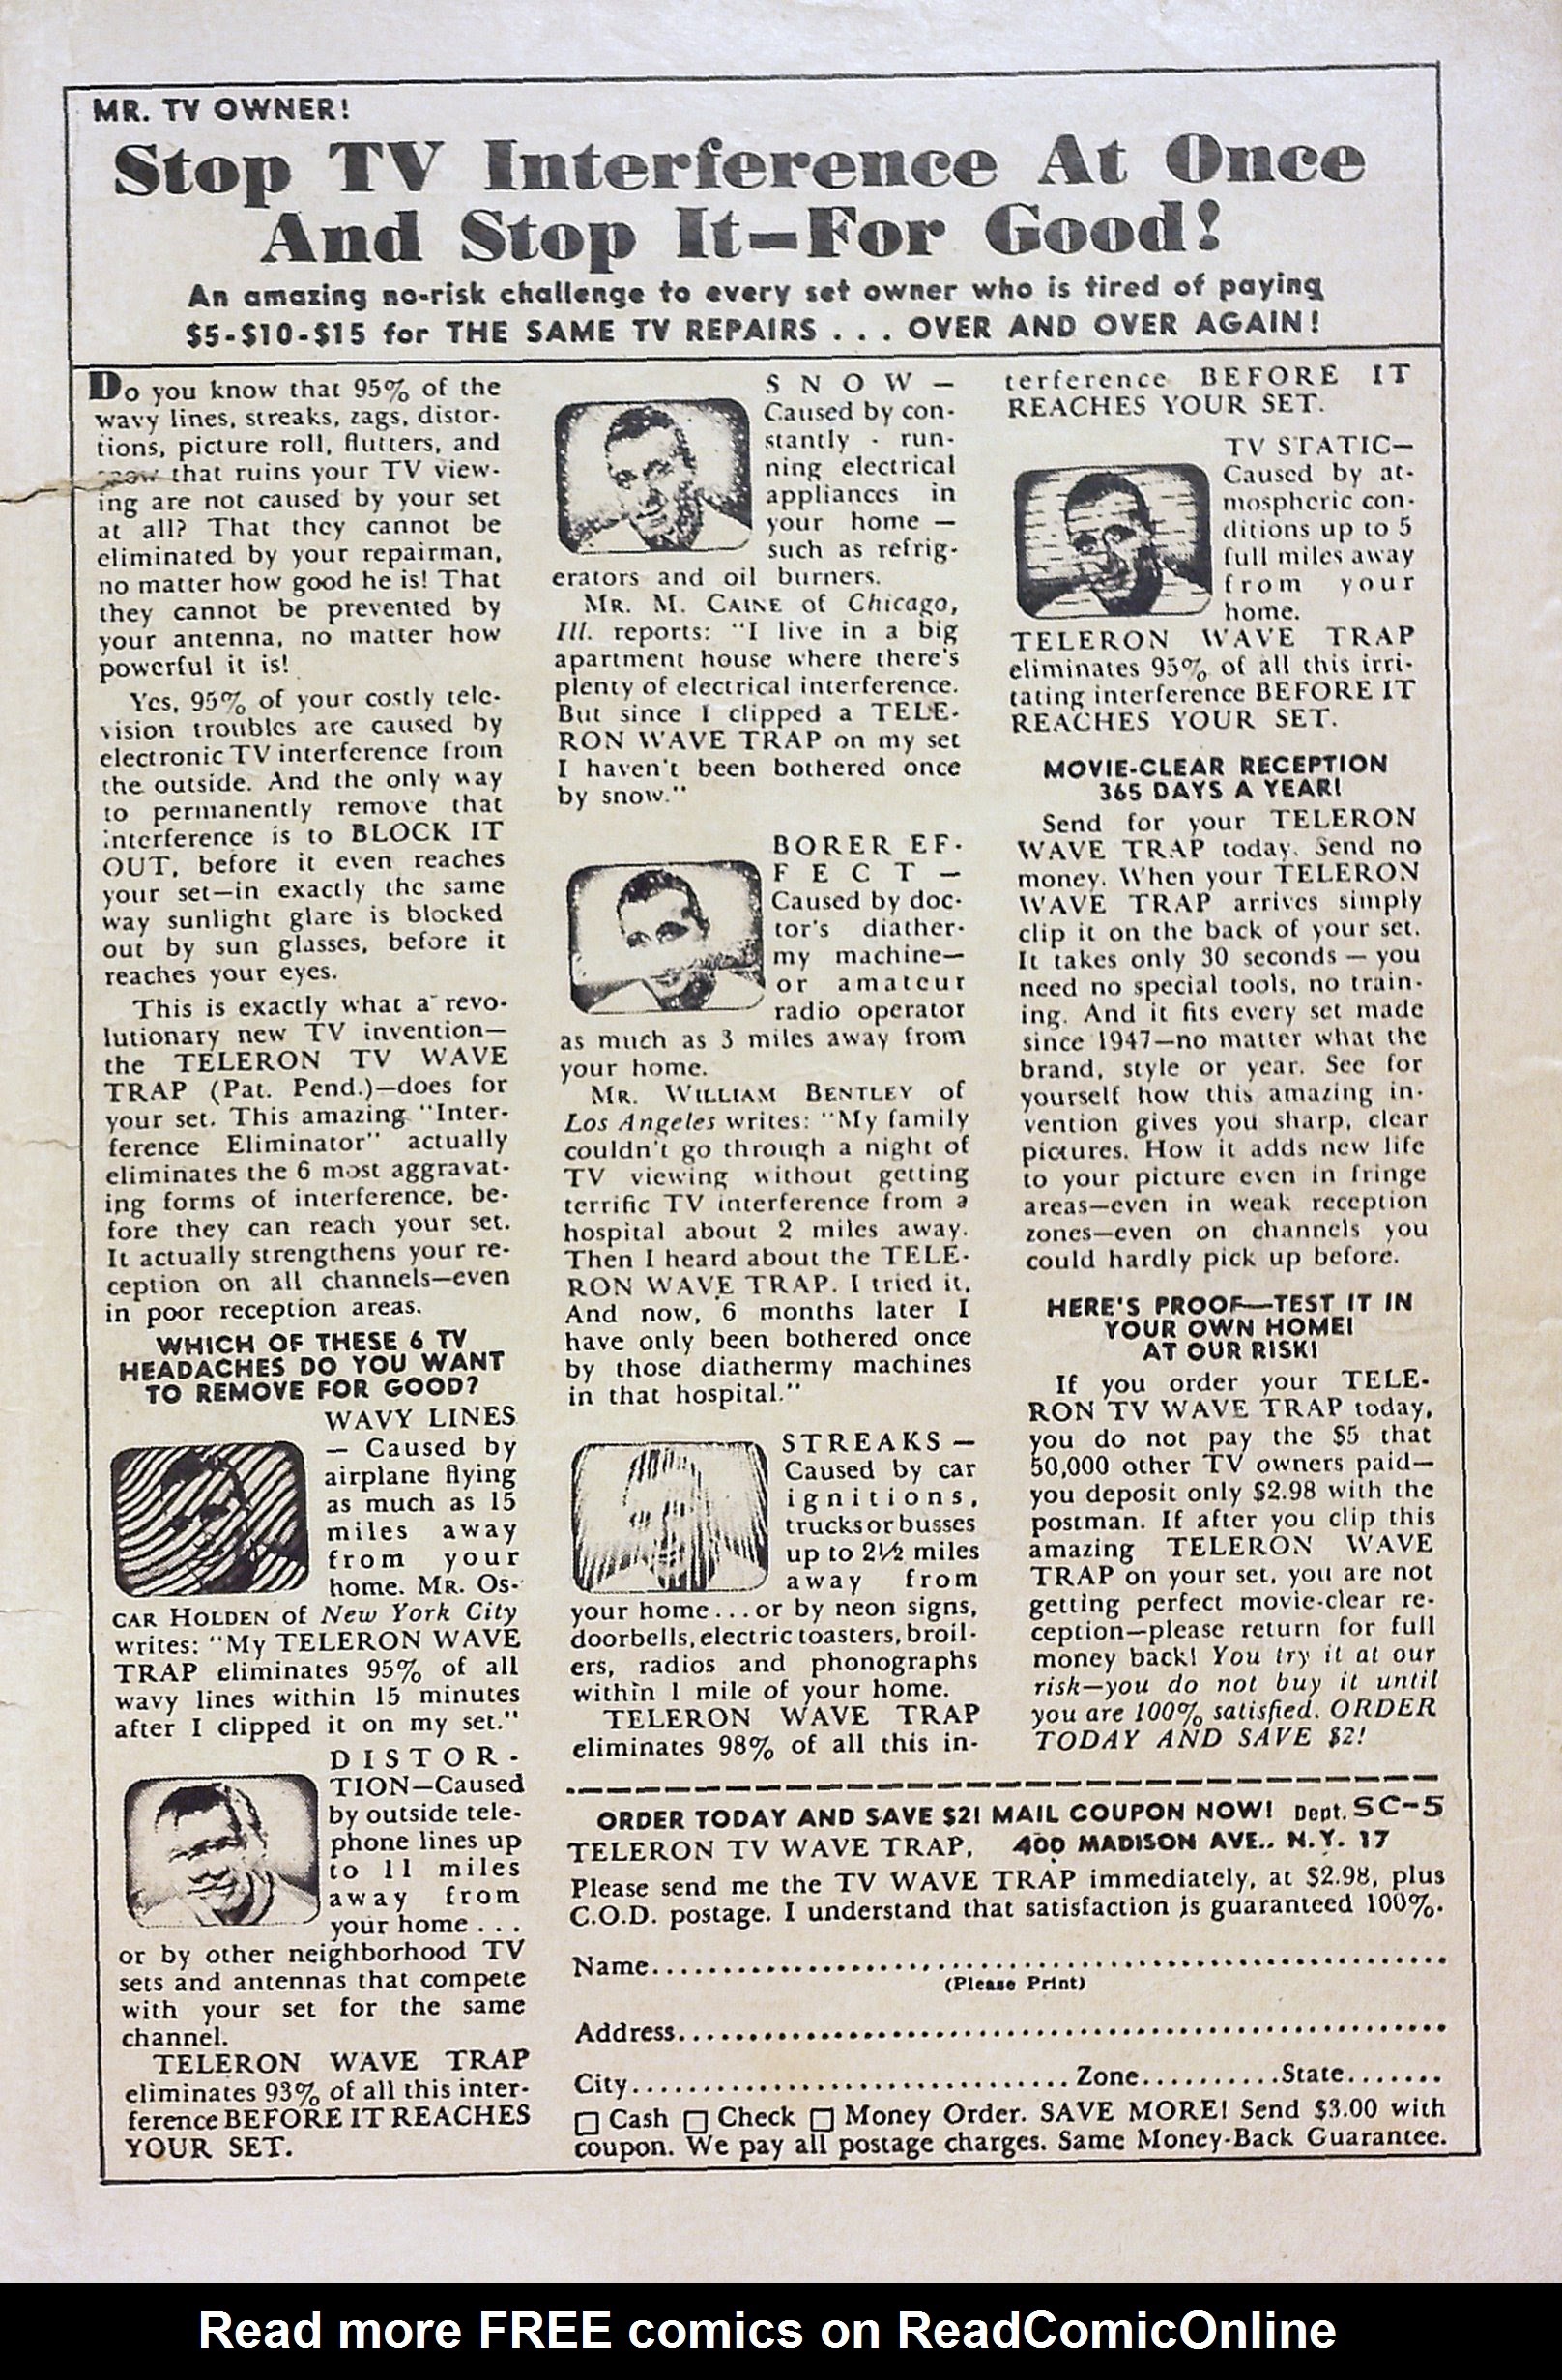 MR. TV OWNER!
Stop TV Interference At Once
And Stop It—For Good!
An amazing no-risk challenge to every set owner who is tired of paying
$5-$10-$15 for THE SAME TV REPAIRS . . . OVER AND OVER AGAIN!
Do you know that 95% of the
wavy lines, streaks, zags, distor-
tions, picture roll, flutters, and
snow that ruins your TV view-
ing are not caused by your set
at all? That they cannot be
eliminated by your repairman,
no matter how good he is! That
they cannot be prevented by
your antenna, no matter how
powerful it is!
Yes, 95% of your costly tele-
vision troubles are caused by
electronic TV interference from
the outside. And the only way
to permanently remove that
interference is to BLOCK IT
OUT, before it even reaches
your set—in exactly the same
way sunlight glare is blocked
out by sun glasses, before it
reaches your eyes.
This is exactly what a revo-
lutionary new TV invention—
the TELERON TV WAVE
TRAP (Pat. Pend.)—does for
your set. This amazing "Inter-
ference Eliminator" actually
eliminates the 6 most aggravat-
ing forms of interference, be-
fore they can reach your set.
It actually strengthens your re-
ception on all channels—even
in poor reception areas.
WHICH OF THESE 6 TV
HEADACHES DO YOU WANT
TO REMOVE FOR GOOD?
WAVY LINES
— Caused by
airplane flying
as much as 15
miles away
from your
home. MR. OS-
CAR HOLDEN of New York City
writes: "My TELERON WAVE
TRAP eliminates 95% of all
wavy lines within 15 minutes
after I clipped it on my set."
DISTOR-
TION—Caused
by outside tele-
phone lines up
to 11 miles
away from
your home . . .
or by other neighborhood TV
sets and antennas that compete
with your set for the same
channel.
TELERON WAVE TRAP
eliminates 93% of all this inter-
ference BEFORE IT REACHES
YOUR SET.
SNOW—
Caused by con-
stantly - run-
ning electrical
appliances in
your home —
such as refrig-
erators and oil burners.
MR. M. CAINE of Chicago,
Ill. reports: "I live in a big
apartment house where there's
plenty of electrical interference.
But since I clipped a TELE-
RON WAVE TRAP on my set
I haven't been bothered once
by snow."
BORER EF-
FECT—
Caused by doc-
tor's diather-
my machine—
or amateur
radio operator
as much as 3 miles away from
your home.
MR. WILLIAM BENTLEY of
Los Angeles writes: "My family
couldn't go through a night of
TV viewing without getting
terrific TV interference from a
hospital about 2 miles away.
Then I heard about the TELE-
RON WAVE TRAP. I tried it,
And now, 6 months later I
have only been bothered once
by those diathermy machines
in that hospital."
STREAKS—
Caused by car
ignitions,
trucks or busses
up to 2½ miles
away from
your home...or by neon signs,
doorbells, electric toasters, broil-
ers, radios and phonographs
within 1 mile of your home.
TELERON WAVE TRAP
eliminates 98% of all this in-
terference BEFORE IT
REACHES YOUR SET.
TV STATIC—
Caused by at-
mospheric con-
ditions up to 5
full miles away
from your
home.
TELERON WAVE TRAP
eliminates 95% of all this irri-
tating interference BEFORE IT
REACHES YOUR SET.
MOVIE-CLEAR RECEPTION
365 DAYS A YEAR!
Send for your TELERON
WAVE TRAP today. Send no
money. When your TELERON
WAVE TRAP arrives simply
clip it on the back of your set.
It takes only 30 seconds — you
need no special tools, no train-
ing. And it fits every set made
since 1947—no matter what the
brand, style or year. See for
yourself how this amazing in-
vention gives you sharp, clear
pictures. How it adds new life
to your picture even in fringe
areas—even in weak reception
zones—even on channels you
could hardly pick up before.
HERE'S PROOF—TEST IT IN
YOUR OWN HOME!
AT OUR RISK!
If you order your TELE-
RON TV WAVE TRAP today,
you do not pay the $5 that
50,000 other TV owners paid—
you deposit only $2.98 with the
postman. If after you clip this
amazing TELERON WAVE
TRAP on your set, you are not
getting perfect movie-clear re-
ception—please return for full
money back! You try it at our
risk—you do not buy it until
you are 100% satisfied. ORDER
TODAY AND SAVE $2!
ORDER TODAY AND SAVE $2! MAIL COUPON NOW! Dept. SC-5
TELERON TV WAVE TRAP, 400 MADISON AVE., N.Y. 17
Please send me the TV WAVE TRAP immediately, at $2.98, plus
C.O.D. postage. I understand that satisfaction is guaranteed 100%.
Name..........
(Please Print)
Address..........
City.......... Zone..........State.......
☐ Cash ☐ Check ☐ Money Order. SAVE MORE! Send $3.00 with
coupon. We pay all postage charges. Same Money-Back Guarantee.
Read more FREE comics on ReadComicOnline